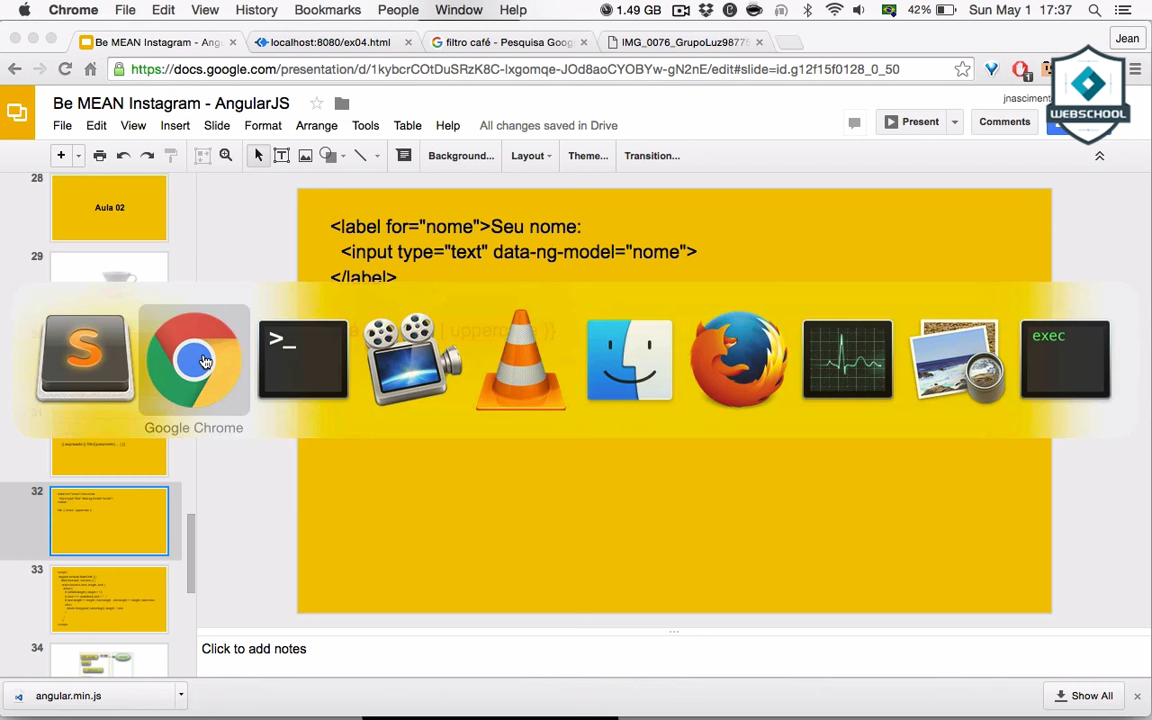 Chrome File Edit View History Bookmarks People Window Help 1.49 GB 42% Sun May 1 17:37
Be MEAN Instagram - Ang localhost:8080/ex04.html filtro café - Pesquisa Goog IMG_0076_GrupoLuz9877 Jean
https://docs.google.com/presentation/d/1kybcrCOtDuSRzK8C-lxgomqe-JOd8aoCYOBYw-gN2nE/edit#slide=id.g12f15f0128_0_50
Be MEAN Instagram - AngularJS
jnasciment
WEBSCHOOL
File Edit View Insert Format Slide Arrange Tools Table Help All changes saved in Drive
Present Comments
Background... Layout Theme... Transition...
28
Aula 02
29
<label for="nome">Seu nome:
<input type="text" data-ng-model="nome">
</label>
>_
exec
Google Chrome
32
33
34
Click to add notes
angular.min.js
Show All